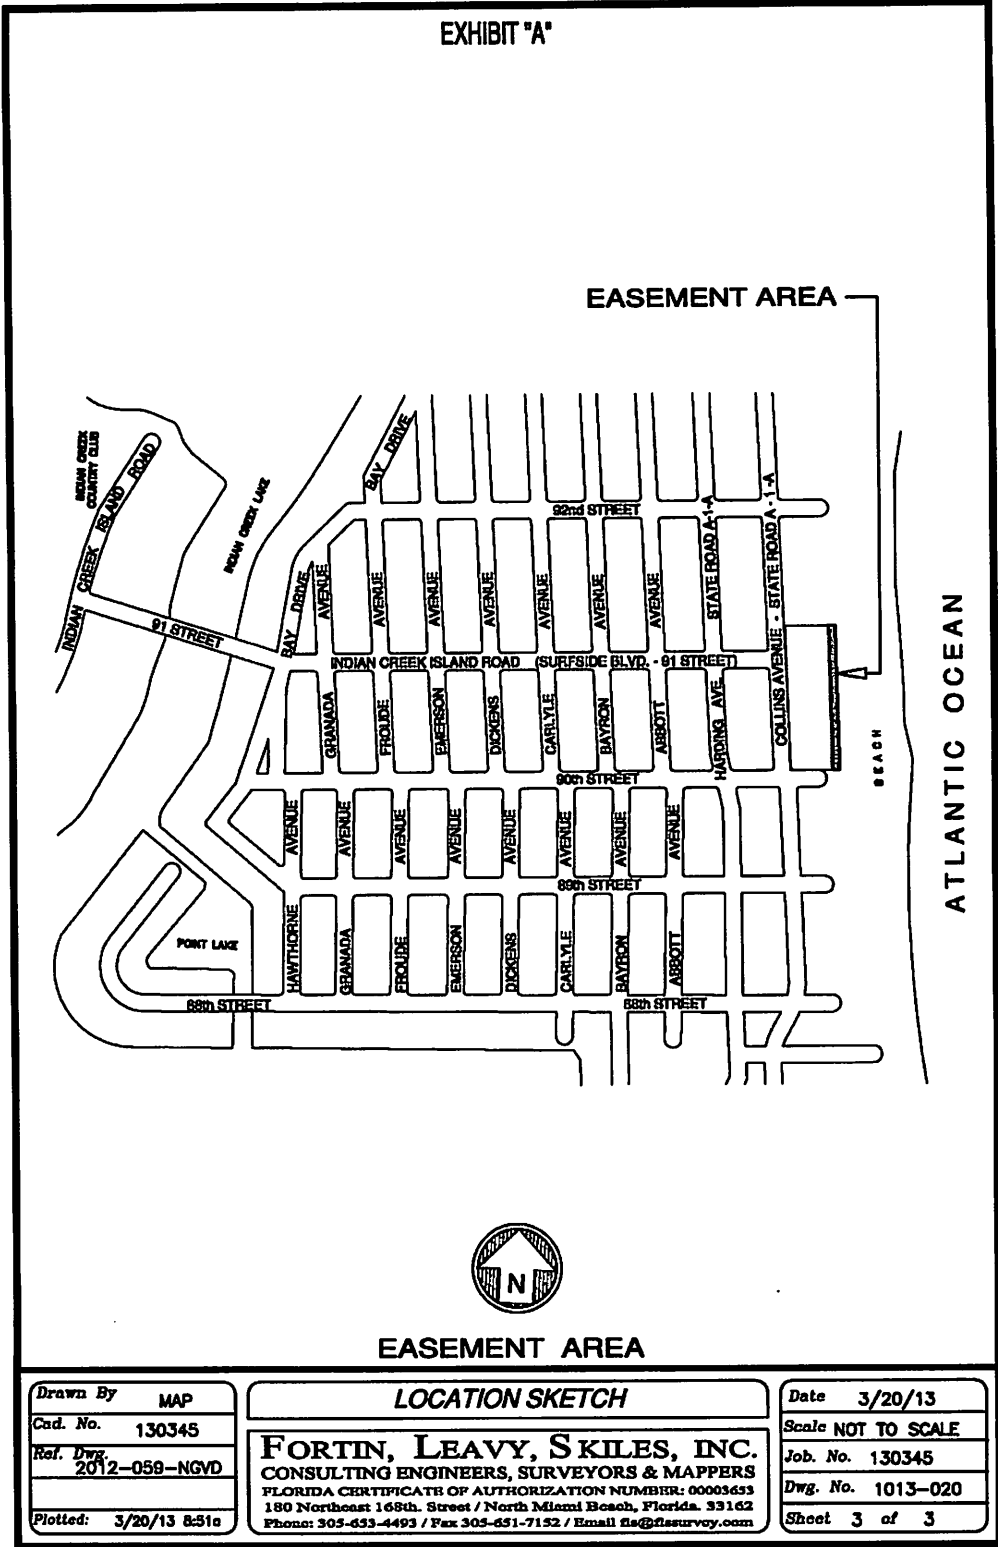 EXHIBIT "A"
EASEMENT AREA
INDIAN CREEK
COUNTRY CLUB
INDIAN CREEK ISLAND ROAD
INDIAN CREEK LAKE
BAY DRIVE
92nd STREET
STATE ROAD A-1-A
COLLINS AVENUE - STATE ROAD A - 1 - A
BAY DRIVE
AVENUE
AVENUE
AVENUE
AVENUE
AVENUE
AVENUE
AVENUE
91 STREET
INDIAN CREEK ISLAND ROAD (SURFSIDE BLVD. - 91 STREET)
GRANADA
FROUDE
EMERSON
DICKENS
CARLYLE
BAYRON
ABBOTT
HARDING AVE
BEACH
ATLANTIC OCEAN
90th STREET
AVENUE
AVENUE
AVENUE
AVENUE
AVENUE
AVENUE
AVENUE
AVENUE
89th STREET
HAWTHORNE
GRANADA
FROUDE
EMERSON
DICKENS
CARLYLE
BAYRON
ABBOTT
POINT LAKE
88th STREET
88th STREET
N
EASEMENT AREA
Drawn By MAP
Cad. No. 130345
Ref. Dwg.
2012-059-NGVD
Plotted: 3/20/13 8:51a
LOCATION SKETCH
FORTIN, LEAVY, SKILES, INC.
CONSULTING ENGINEERS, SURVEYORS & MAPPERS
FLORIDA CERTIFICATE OF AUTHORIZATION NUMBER: 00003653
180 Northeast 168th. Street / North Miami Beach, Florida. 33162
Phone: 305-653-4493 / Fax 305-651-7152 / Email fls@flssurvey.com
Date 3/20/13
Scale NOT TO SCALE
Job. No. 130345
Dwg. No. 1013-020
Sheet 3 of 3